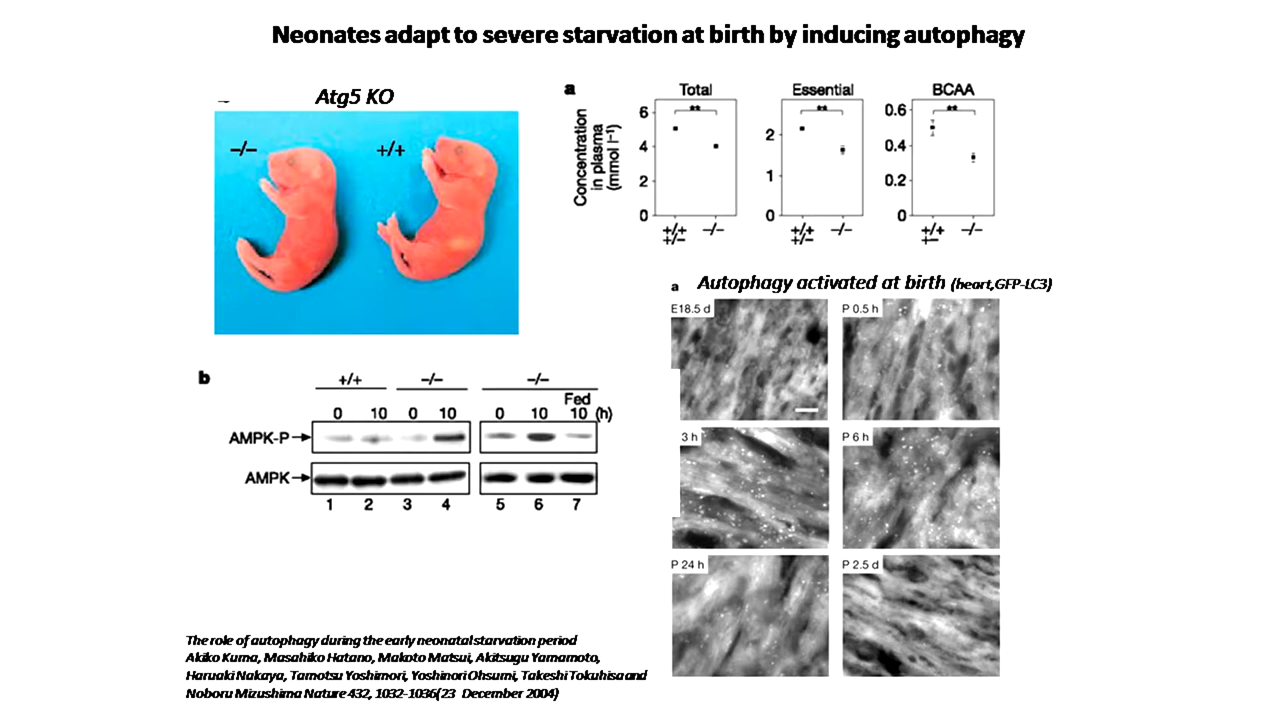 Neonates adapt to severe starvation at birth by inducing autophagy
Atg5 KO
–/–
+/+
a
Total
Essential
BCAA
Concentration
in plasma
(mmol l–1)
6
4
2
0
2
1
0
0.6
0.4
0.2
0
**
**
**
+/+
+/–
–/–
+/+
+/–
–/–
+/+
+–
–/–
a
Autophagy activated at birth (heart,GFP-LC3)
E18.5 d
P 0.5 h
3 h
P 6 h
P 24 h
P 2.5 d
b
+/+
–/–
–/–
Fed
0 10 0 10 0 10 10 (h)
AMPK-P
AMPK
1 2 3 4 5 6 7
The role of autophagy during the early neonatal starvation period
Akiko Kuma, Masahiko Hatano, Makoto Matsui, Akitsugu Yamamoto,
Haruaki Nakaya, Tamotsu Yoshimori, Yoshinori Ohsumi, Takeshi Tokuhisa and
Noboru Mizushima Nature 432, 1032-1036(23 December 2004)